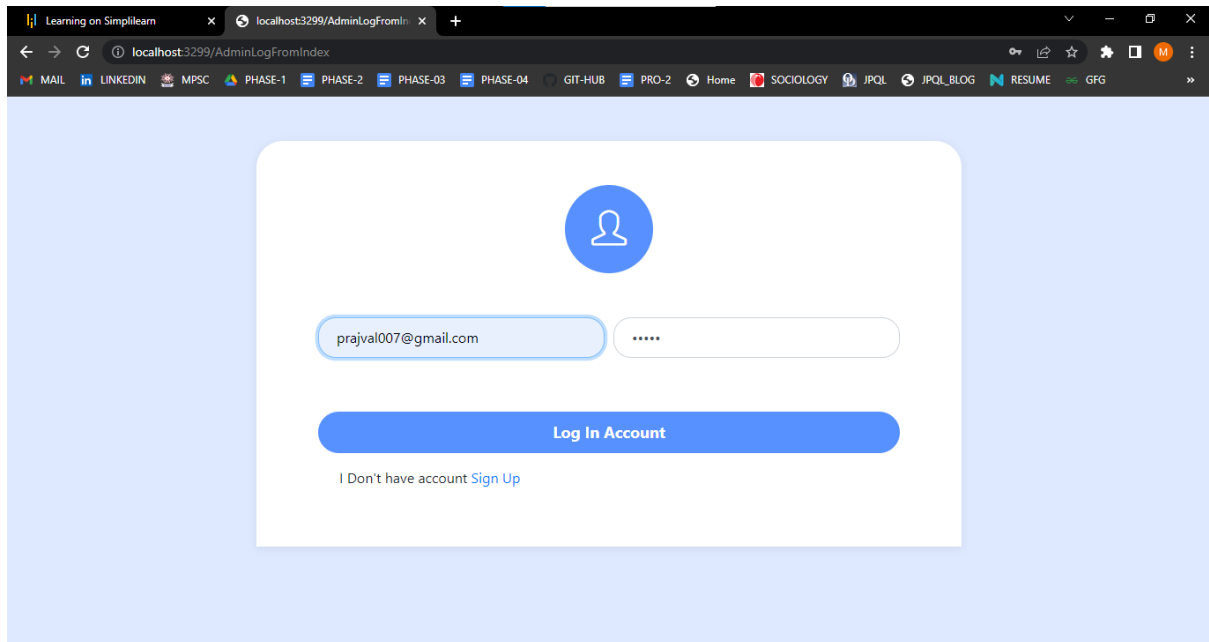 Learning on Simplilearn localhost:3299/AdminLogFromIn
localhost:3299/AdminLogFromIndex
MAIL LINKEDIN MPSC PHASE-1 PHASE-2 PHASE-03 PHASE-04 GIT-HUB PRO-2 Home SOCIOLOGY JPQL JPQL_BLOG RESUME GFG »
prajval007@gmail.com •••••
Log In Account
I Don't have account Sign Up